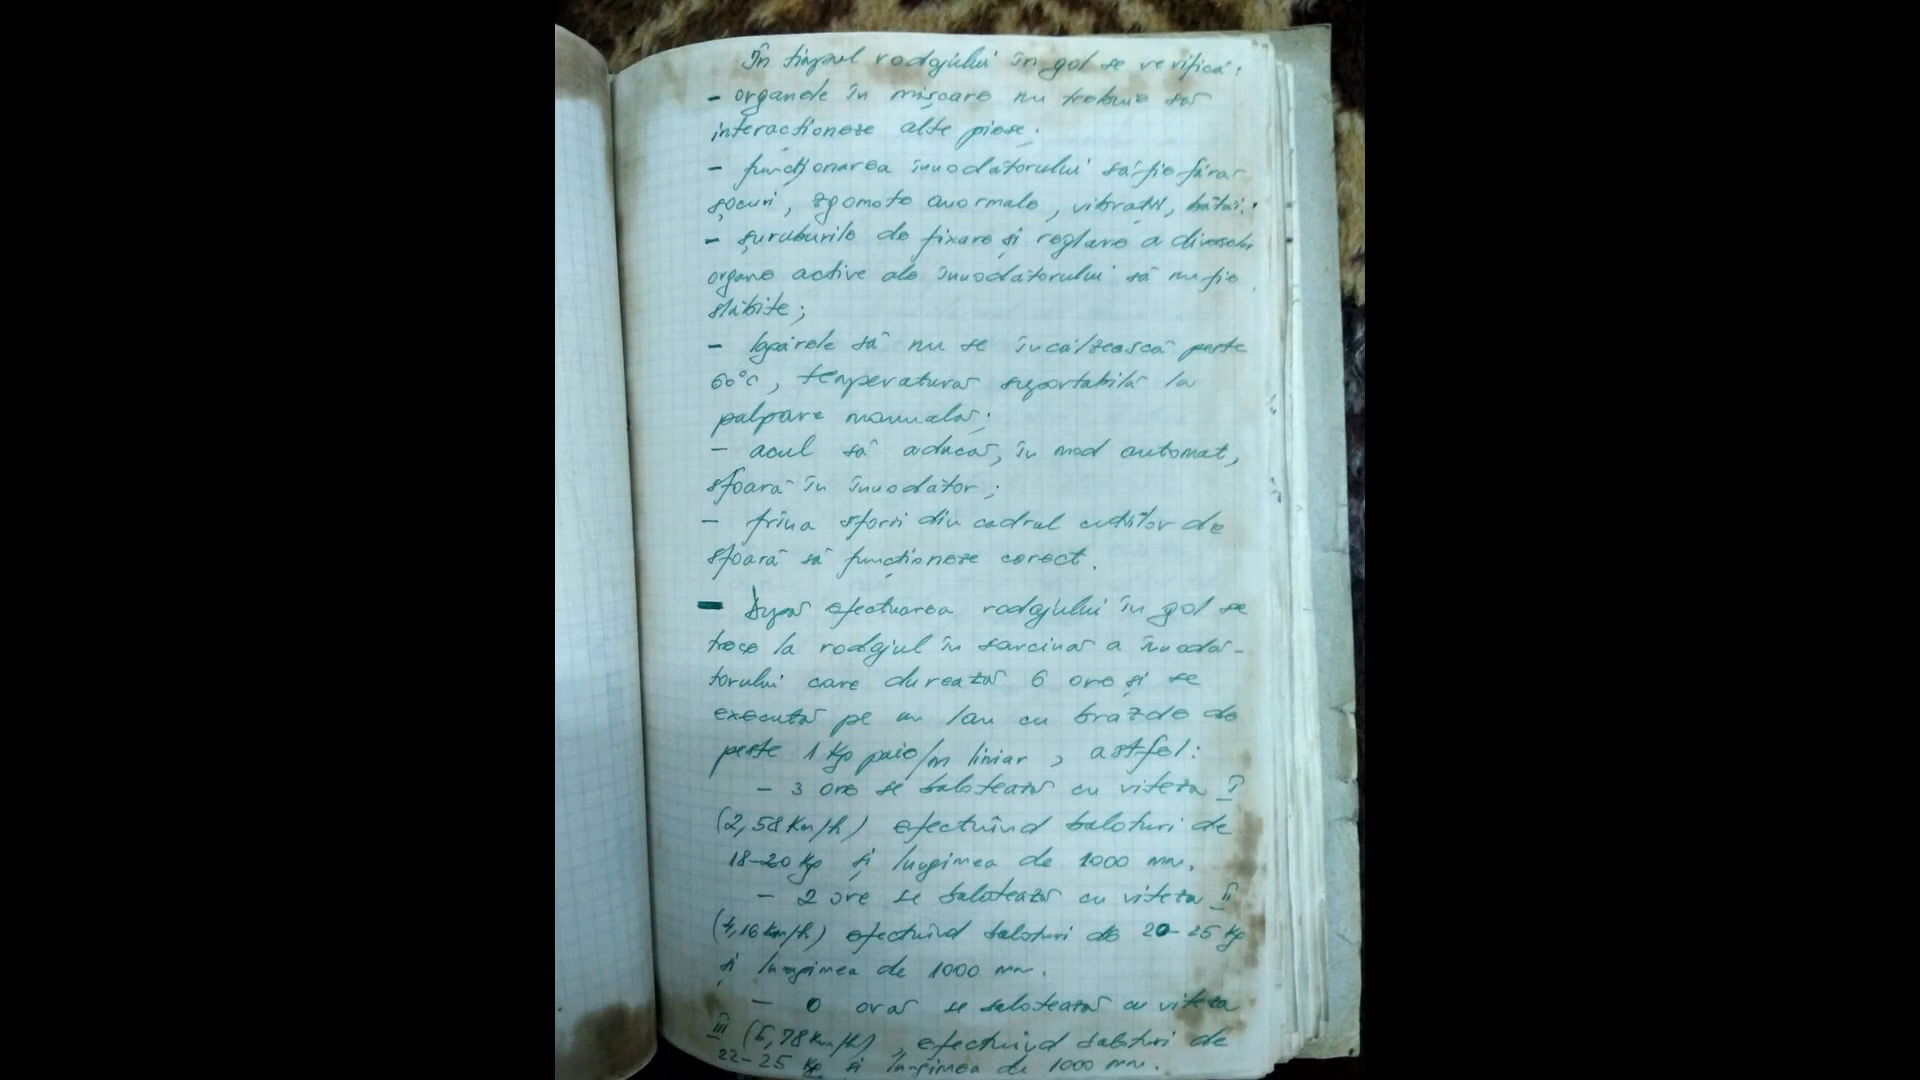 În timpul rodajului în gol se verifică:
- organele în mișcare nu trebuie să
interacționeze alte piese;
- funcționarea înnodătorului să fie fără
șocuri, zgomote anormale, vibrații, bătăi;
- șuruburile de fixare și reglare a diverselor
organe active ale înnodătorului să nu fie
slăbite;
- lagărele să nu se încălzească peste
60°C, temperatură suportabilă la
palpare manuală;
- acul să aducă, în mod automat,
sfoară în înnodător;
- frîna sforii din cadrul cutiilor de
sfoară să funcționeze corect.
- După efectuarea rodajului în gol se
trece la rodajul în sarcină a înnodă-
torului care durează 6 ore și se
execută pe un lan cu brazde de
peste 1 Kg paie/m liniar, astfel:
- 3 ore se balotează cu viteza I
(2,58 Km/h) efectuînd baloturi de
18-20 Kg și lungimea de 1000 mm.
- 2 ore se balotează cu viteza II
(4,16 Km/h) efectuînd baloturi de 20-25 Kg
și lungimea de 1000 mm.
- O oră se balotează cu viteza
III (5,78 Km/h), efectuînd baloturi de
22-25 Kg și lungimea de 1000 mm.